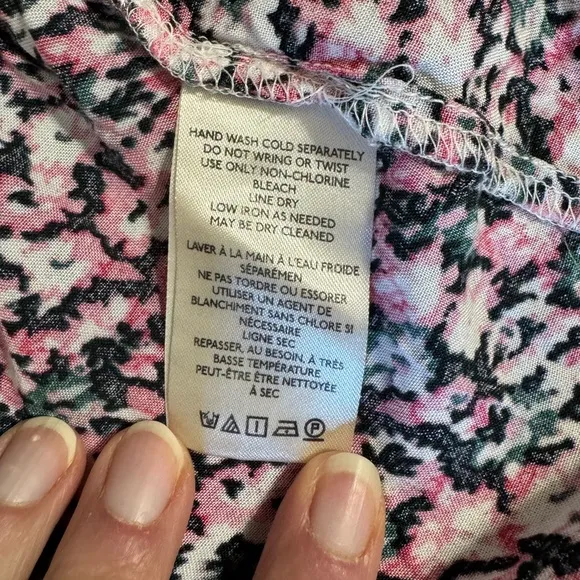 HAND WASH COLD SEPARATELY
DO NOT WRING OR TWIST
USE ONLY NON-CHLORINE
BLEACH
LINE DRY
LOW IRON AS NEEDED
MAY BE DRY CLEANED
LAVER À LA MAIN À L'EAU FROIDE
SÉPARÉMEN
NE PAS TORDRE OU ESSORER
UTILISER UN AGENT DE
BLANCHIMENT SANS CHLORE SI
NÉCESSAIRE
LIGNE SEC
REPASSER, AU BESOIN, À TRÈS
BASSE TEMPÉRATURE
PEUT-ÊTRE ÊTRE NETTOYÉE
À SEC
P